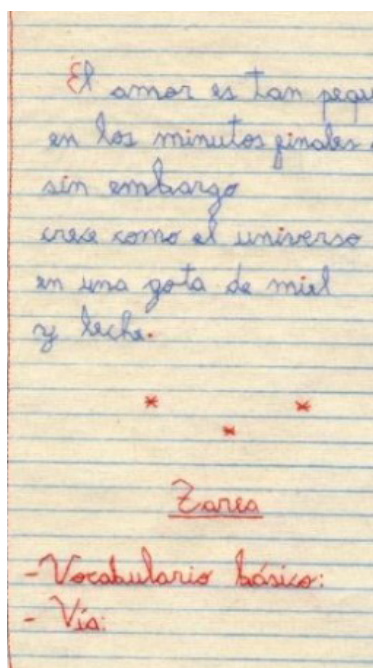 El amor es tan pequ
en los minutos finales
sin embargo
crece como el universo
en una gota de miel
y leche.
* * *
Tarea
- Vocabulario básico:
- Vía: